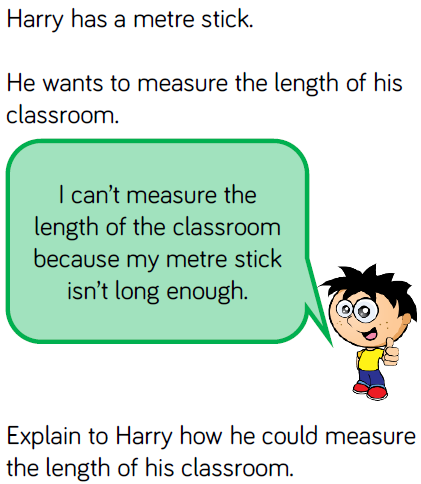 Harry has a metre stick.
He wants to measure the length of his
classroom.
I can't measure the
length of the classroom
because my metre stick
isn't long enough.
Explain to Harry how he could measure
the length of his classroom.